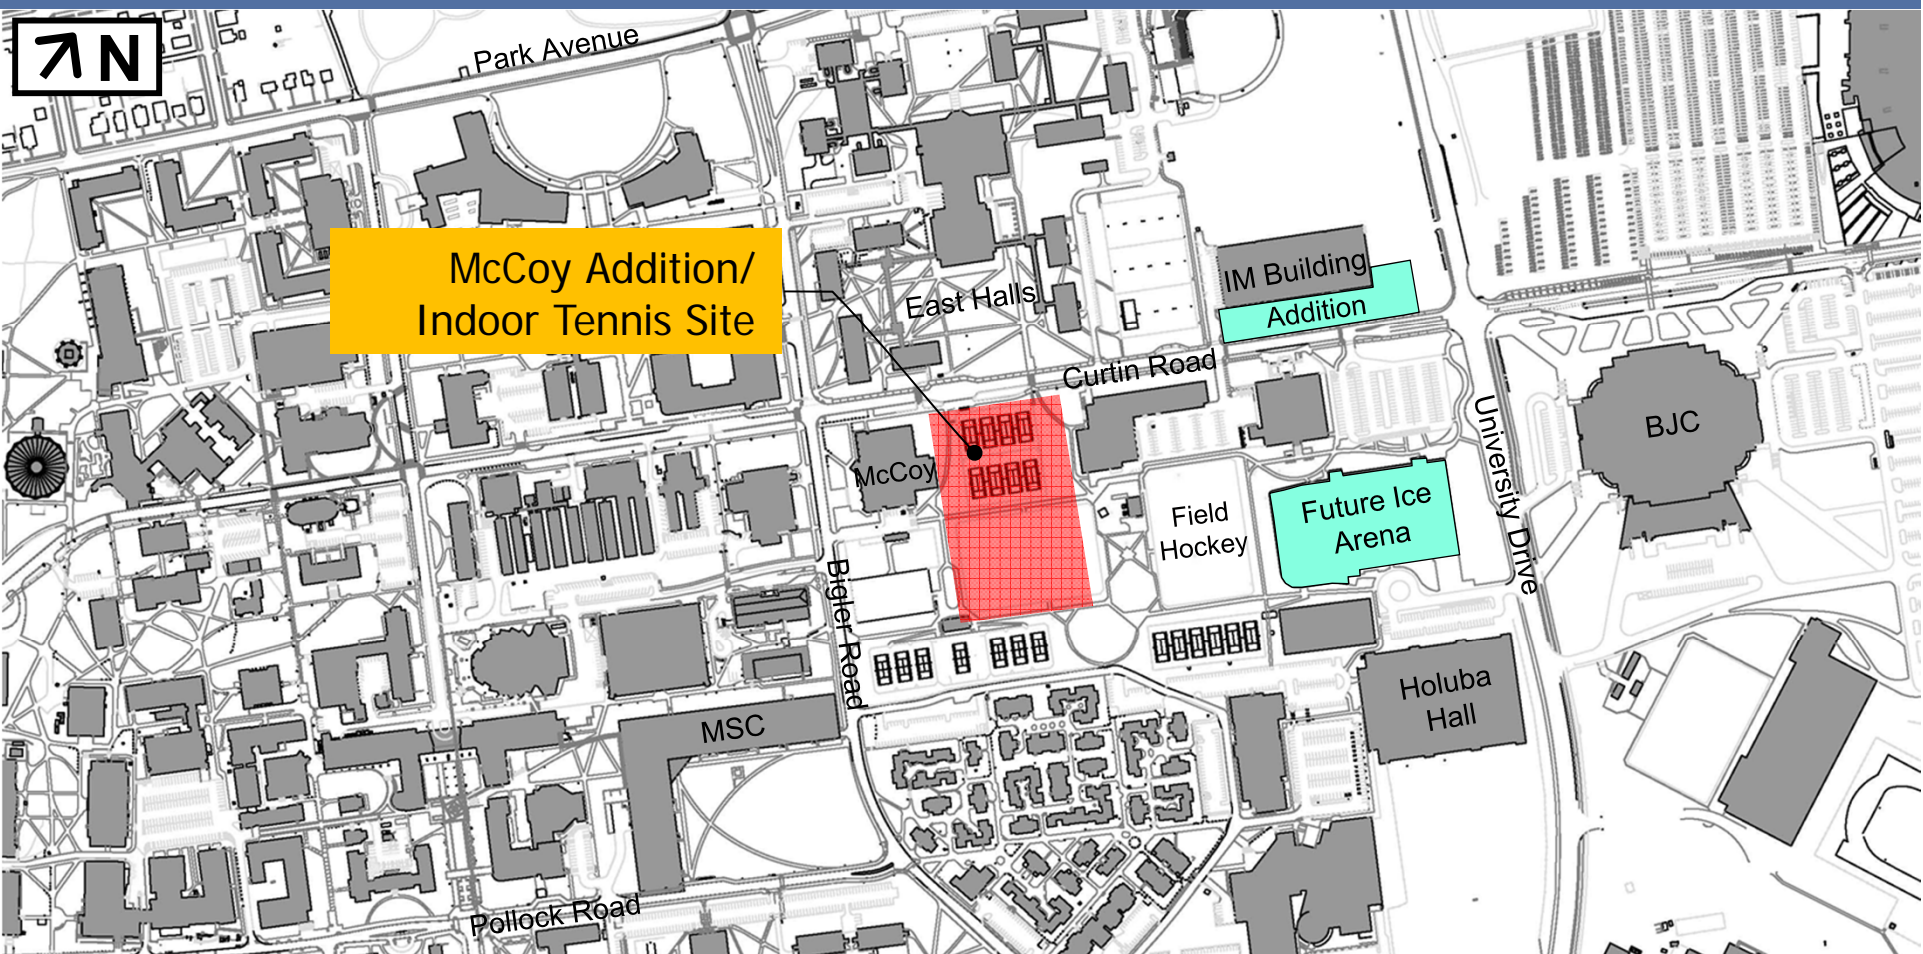 N
Park Avenue
McCoy Addition/
Indoor Tennis Site
East Halls
IM Building
Addition
Curtin Road
University Drive
BJC
McCoy
Field
Hockey
Future Ice
Arena
Bigler Road
Holuba
Hall
MSC
Pollock Road